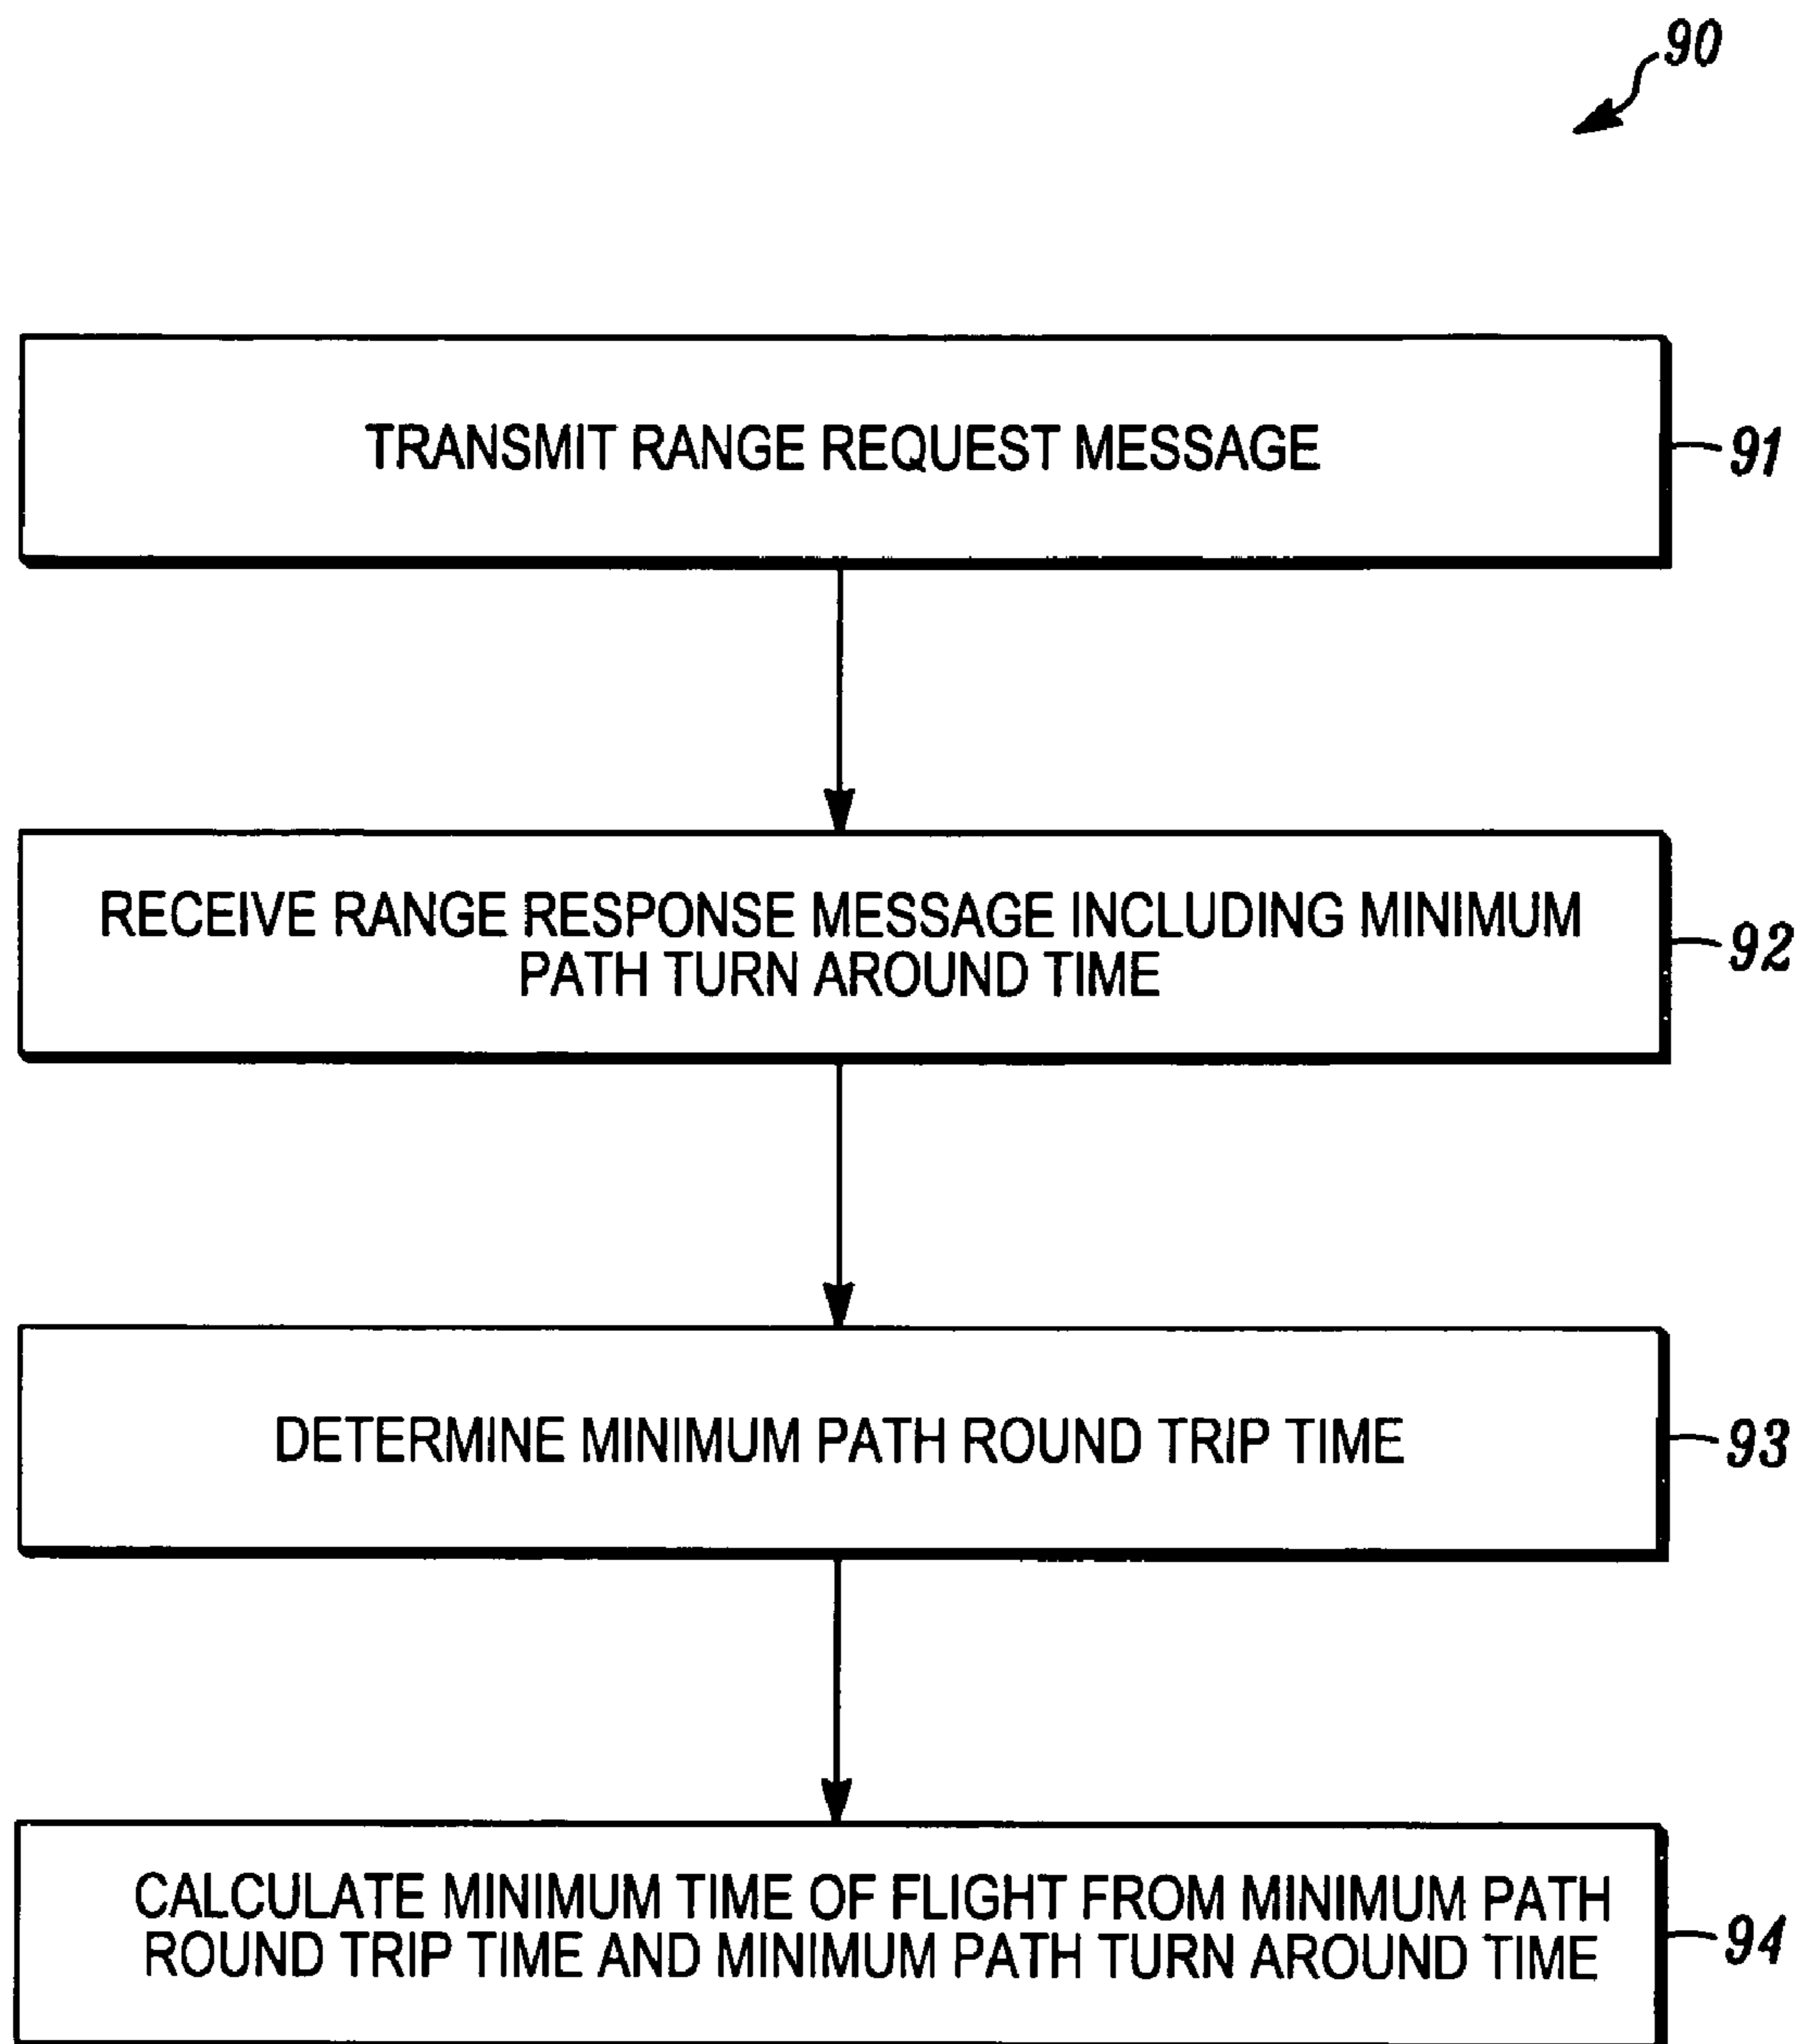 90
TRANSMIT RANGE REQUEST MESSAGE
91
RECEIVE RANGE RESPONSE MESSAGE INCLUDING MINIMUM
PATH TURN AROUND TIME
92
DETERMINE MINIMUM PATH ROUND TRIP TIME
93
CALCULATE MINIMUM TIME OF FLIGHT FROM MINIMUM PATH
ROUND TRIP TIME AND MINIMUM PATH TURN AROUND TIME
94